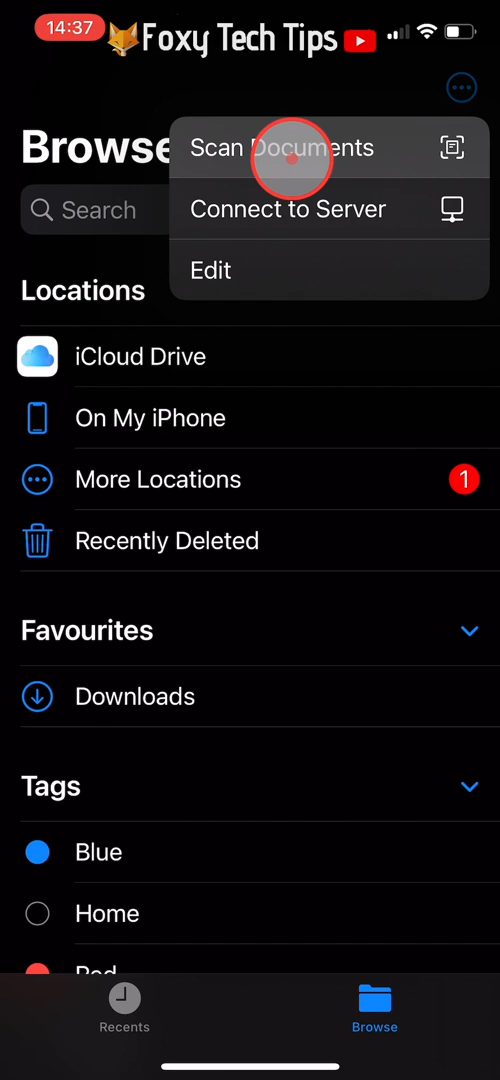 14:37
Foxy Tech Tips
Browse
Scan Documents
Search
Connect to Server
Edit
Locations
iCloud Drive
On My iPhone
More Locations
1
Recently Deleted
Favourites
Downloads
Tags
Blue
Home
Red
Recents
Browse